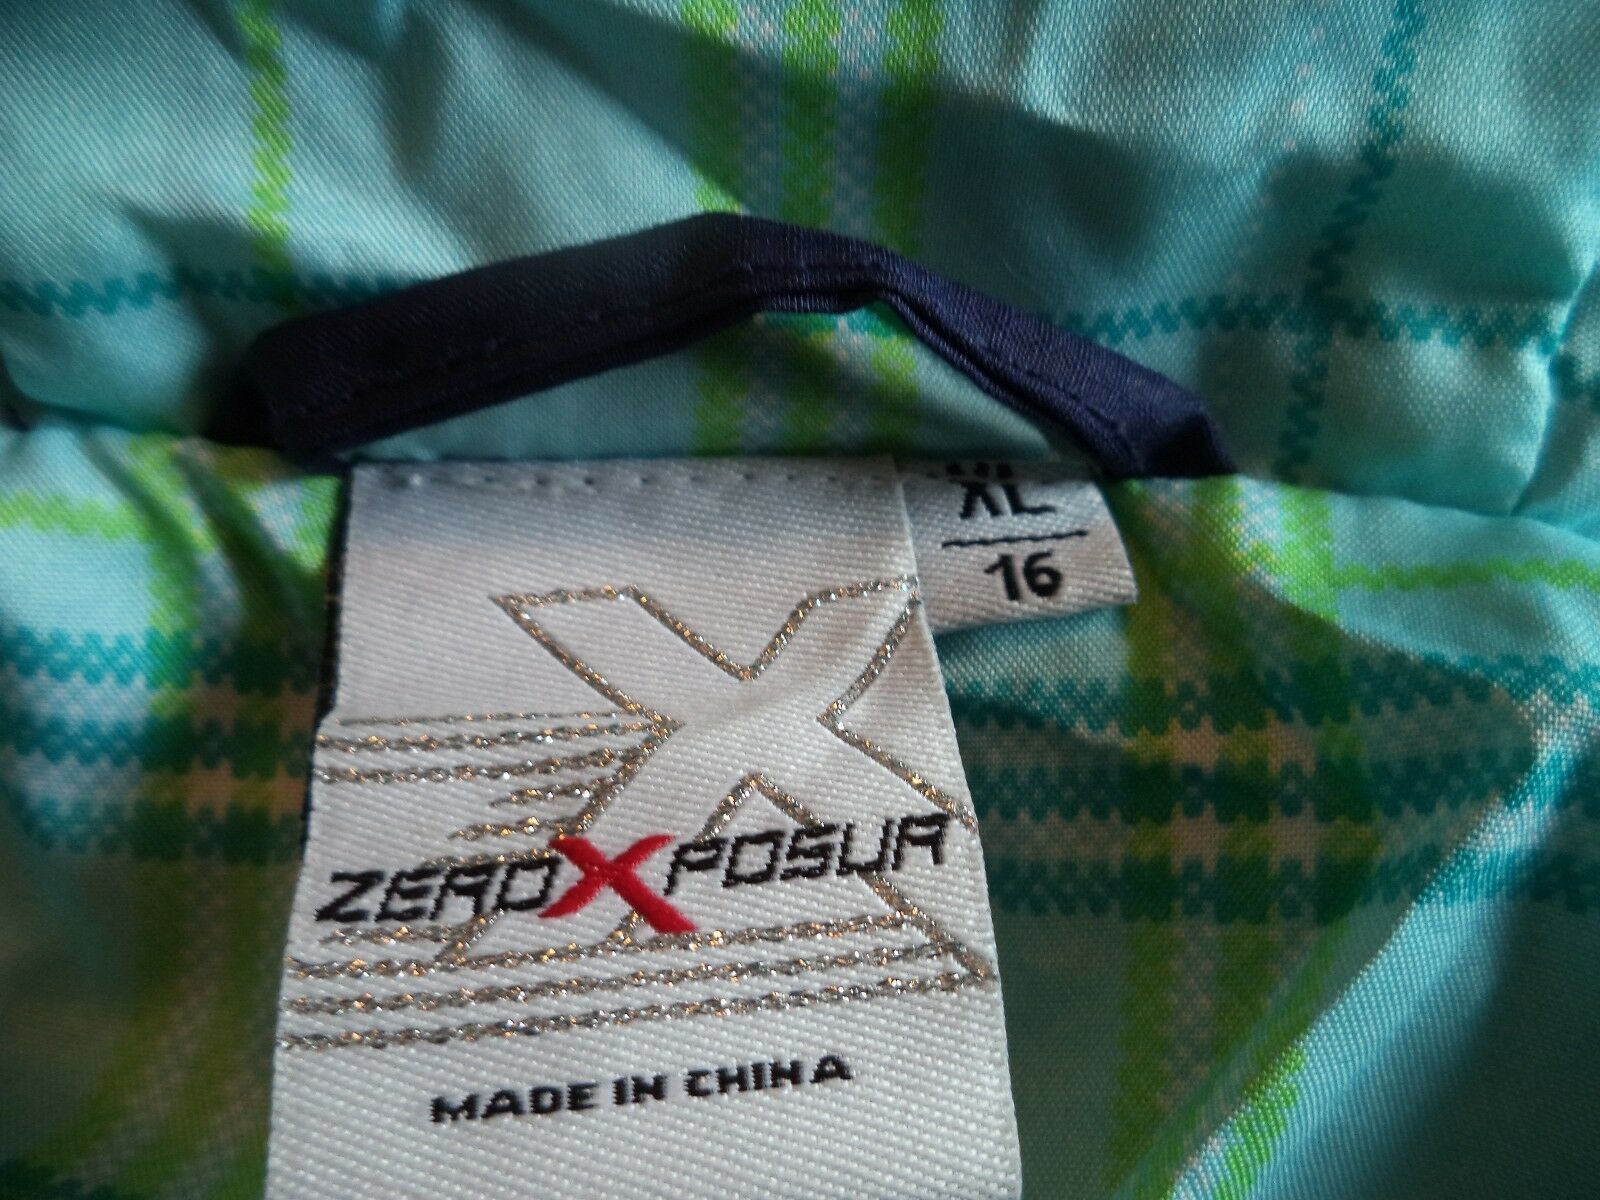 XL
16
ZEROXPOSUR
MADE IN CHINA